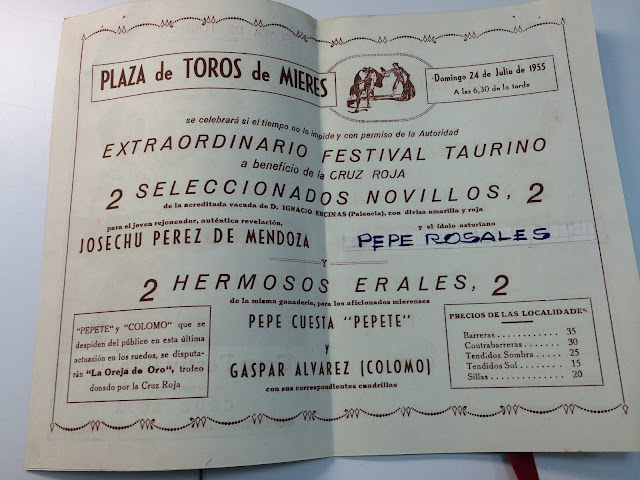 PLAZA de TOROS de MIERES
Domingo 24 de Julio de 1955
A las 6,30 de la tarde
se celebrará si el tiempo no lo impide y con permiso de la Autoridad
EXTRAORDINARIO FESTIVAL TAURINO
a beneficio de la CRUZ ROJA
2 SELECCIONADOS NOVILLOS, 2
de la acreditada vacada de D. IGNACIO ENCINAS (Palencia), con divisa amarilla y roja
para el joven rejoneador, auténtica revelación,
JOSECHU PEREZ DE MENDOZA
y el ídolo asturiano
PEPE ROSALES
Y
2 HERMOSOS ERALES, 2
de la misma ganadería, para los aficionados mierenses
PEPE CUESTA "PEPETE"
y
GASPAR ALVAREZ (COLOMO)
con sus correspondientes cuadrillas
"PEPETE" y "COLOMO" que se
despiden del público en esta última
actuación en los ruedos, se disputa-
rán "La Oreja de Oro", trofeo
donado por la Cruz Roja
PRECIOS DE LAS LOCALIDADES
Barreras . . . . . . . . . . . 35
Contrabarreras . . . . . . . 30
Tendidos Sombra . . . . . 25
Tendidos Sol . . . . . . . . 15
Sillas . . . . . . . . . . . . . 20